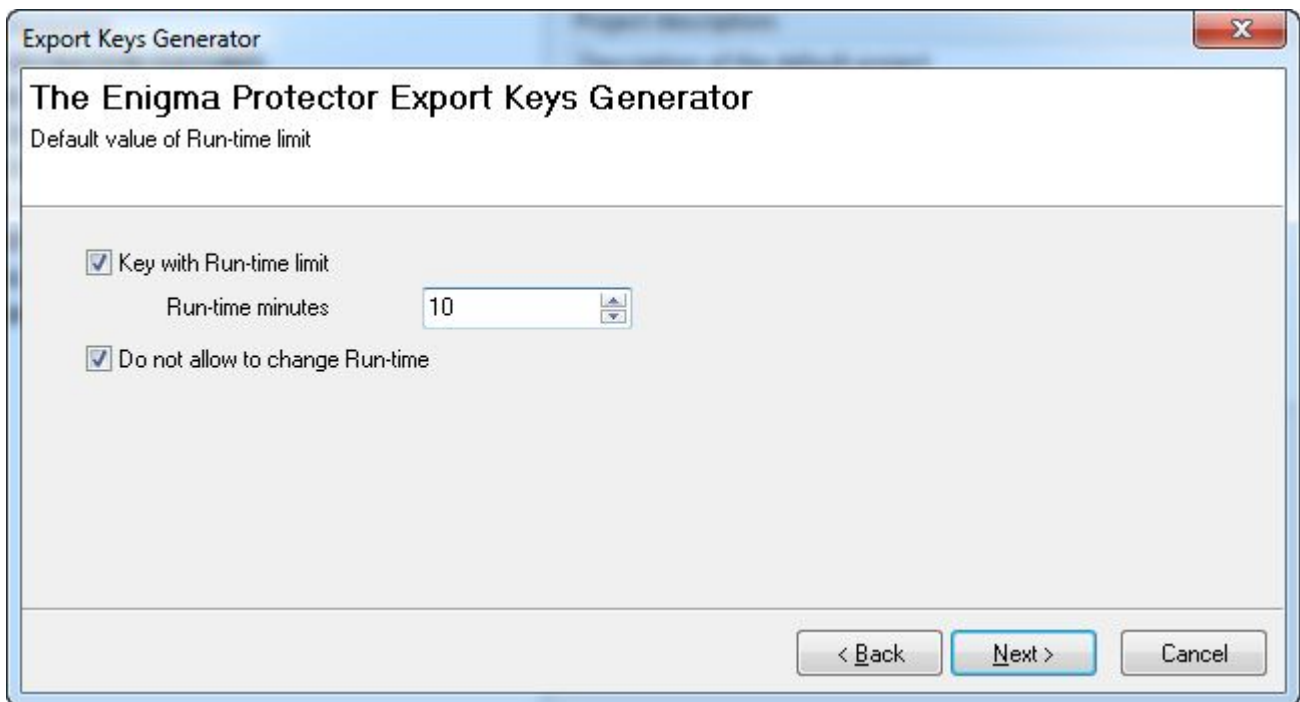 Export Keys Generator
The Enigma Protector Export Keys Generator
Default value of Run-time limit
Key with Run-time limit
Run-time minutes 10
Do not allow to change Run-time
< Back Next > Cancel